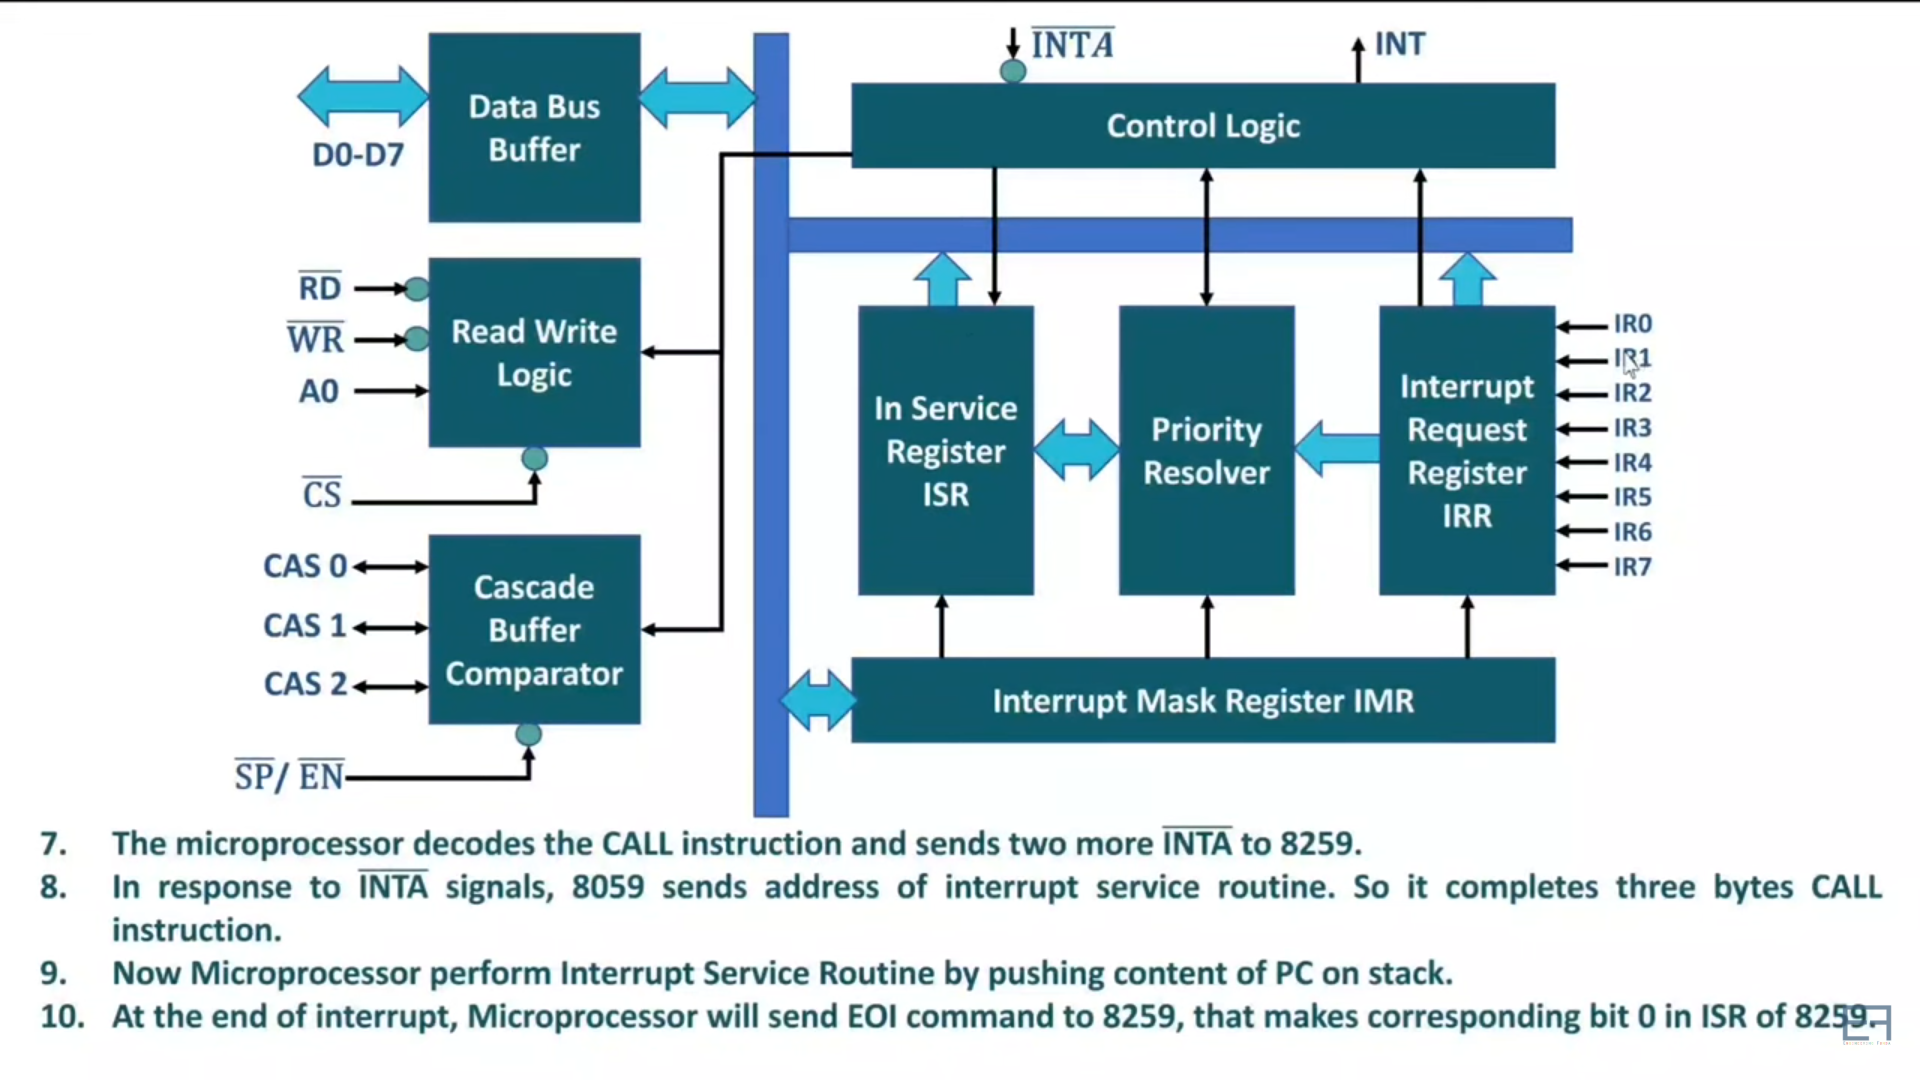 INTA
INT
Data Bus
Buffer
Control Logic
D0-D7
RD
WR
A0
Read Write
Logic
CS
In Service
Register
ISR
Priority
Resolver
Interrupt
Request
Register
IRR
IR0
IR1
IR2
IR3
IR4
IR5
IR6
IR7
CAS 0
CAS 1
CAS 2
Cascade
Buffer
Comparator
SP/ EN
Interrupt Mask Register IMR
7. The microprocessor decodes the CALL instruction and sends two more INTA to 8259.
8. In response to INTA signals, 8059 sends address of interrupt service routine. So it completes three bytes CALL
instruction.
9. Now Microprocessor perform Interrupt Service Routine by pushing content of PC on stack.
10. At the end of interrupt, Microprocessor will send EOI command to 8259, that makes corresponding bit 0 in ISR of 8259.